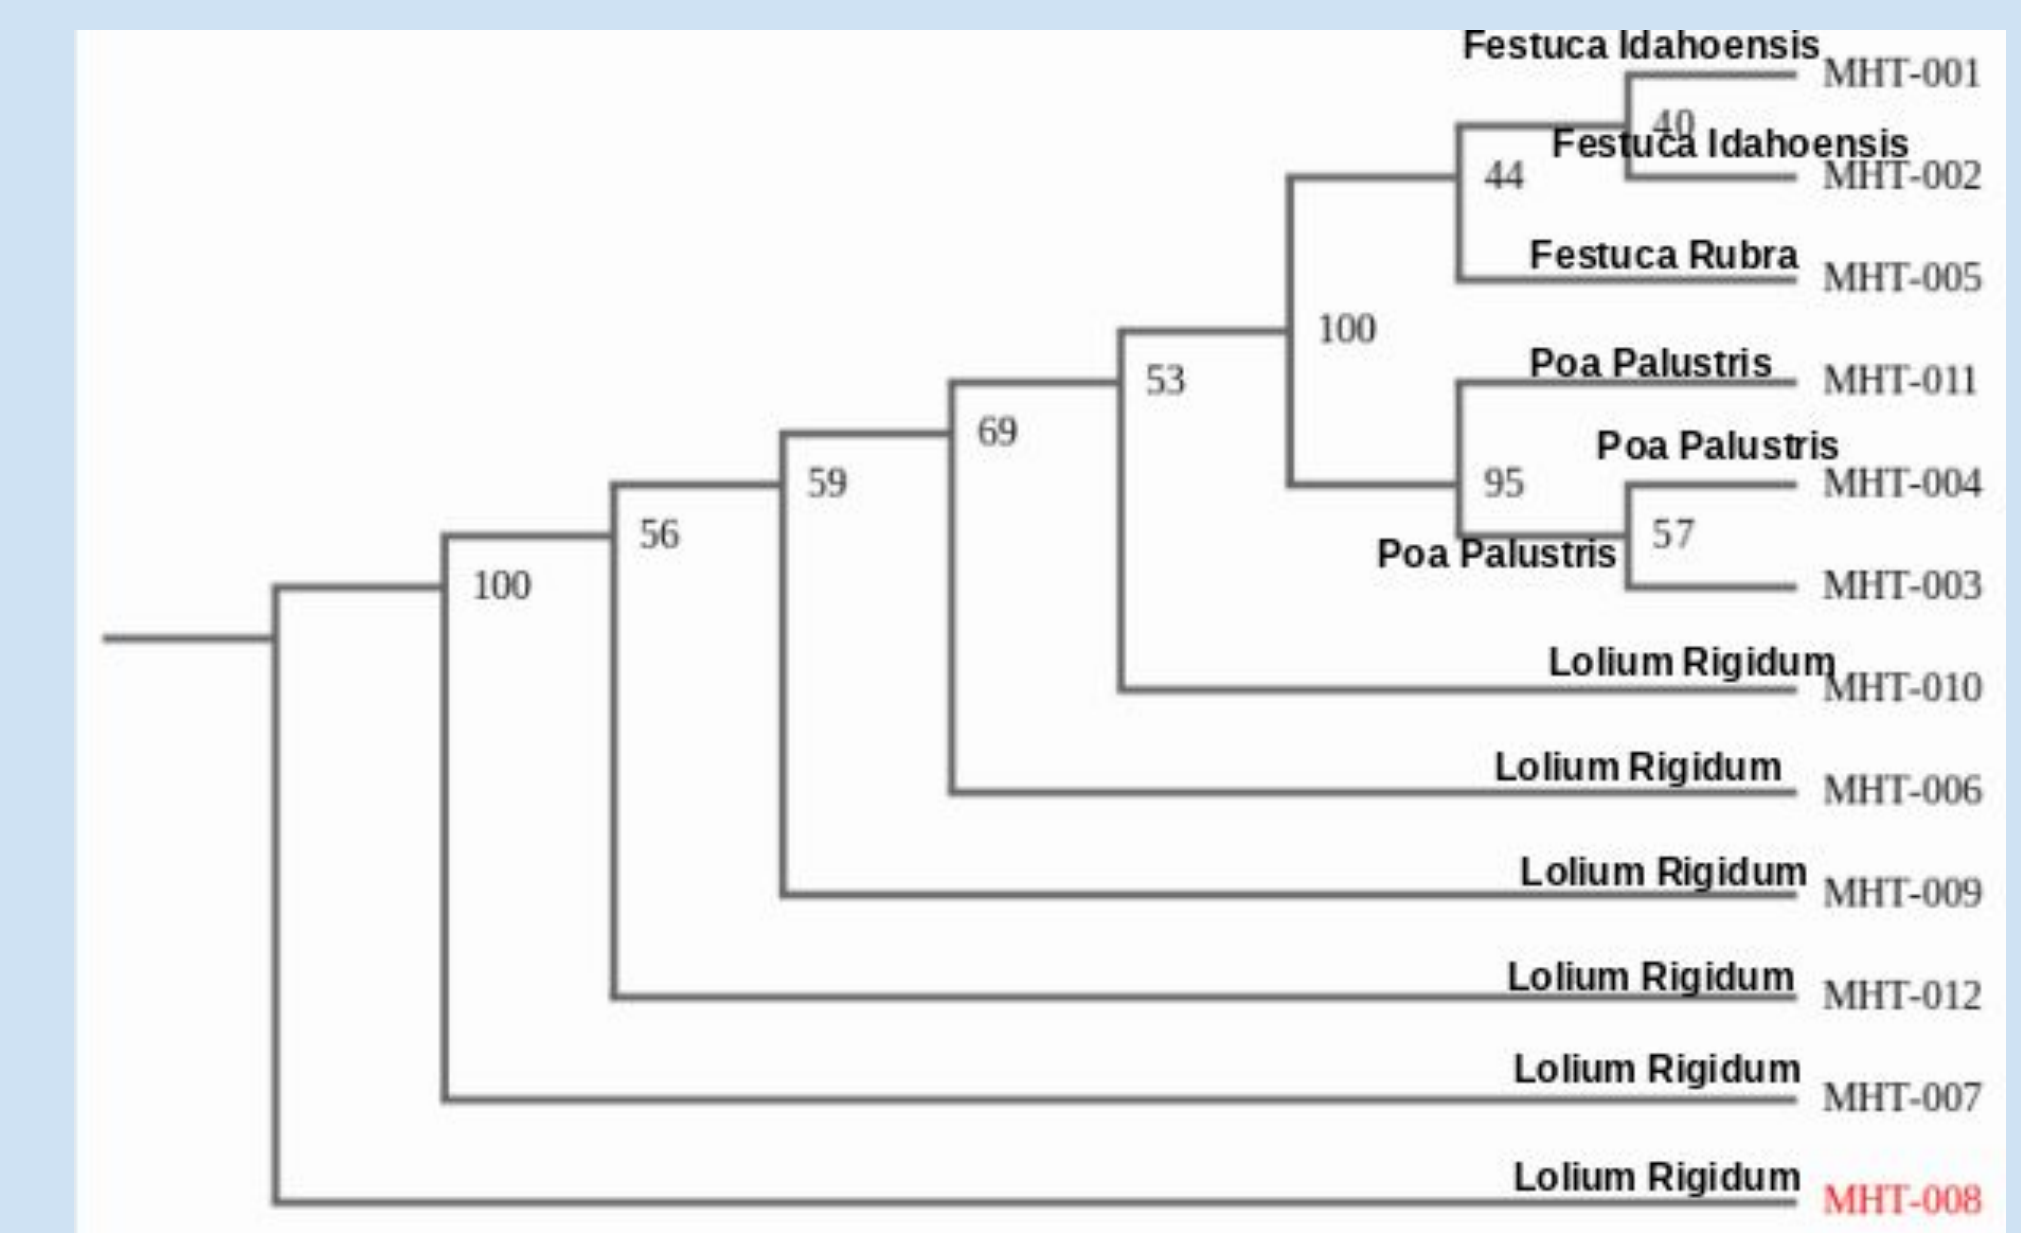 Festuca Idahoensis
MHT-001
40
Festuca Idahoensis
MHT-002
44
Festuca Rubra
MHT-005
100
Poa Palustris
MHT-011
53
69
Poa Palustris
MHT-004
95
59
57
56
Poa Palustris
MHT-003
100
Lolium Rigidum
MHT-010
Lolium Rigidum
MHT-006
Lolium Rigidum
MHT-009
Lolium Rigidum
MHT-012
Lolium Rigidum
MHT-007
Lolium Rigidum
MHT-008